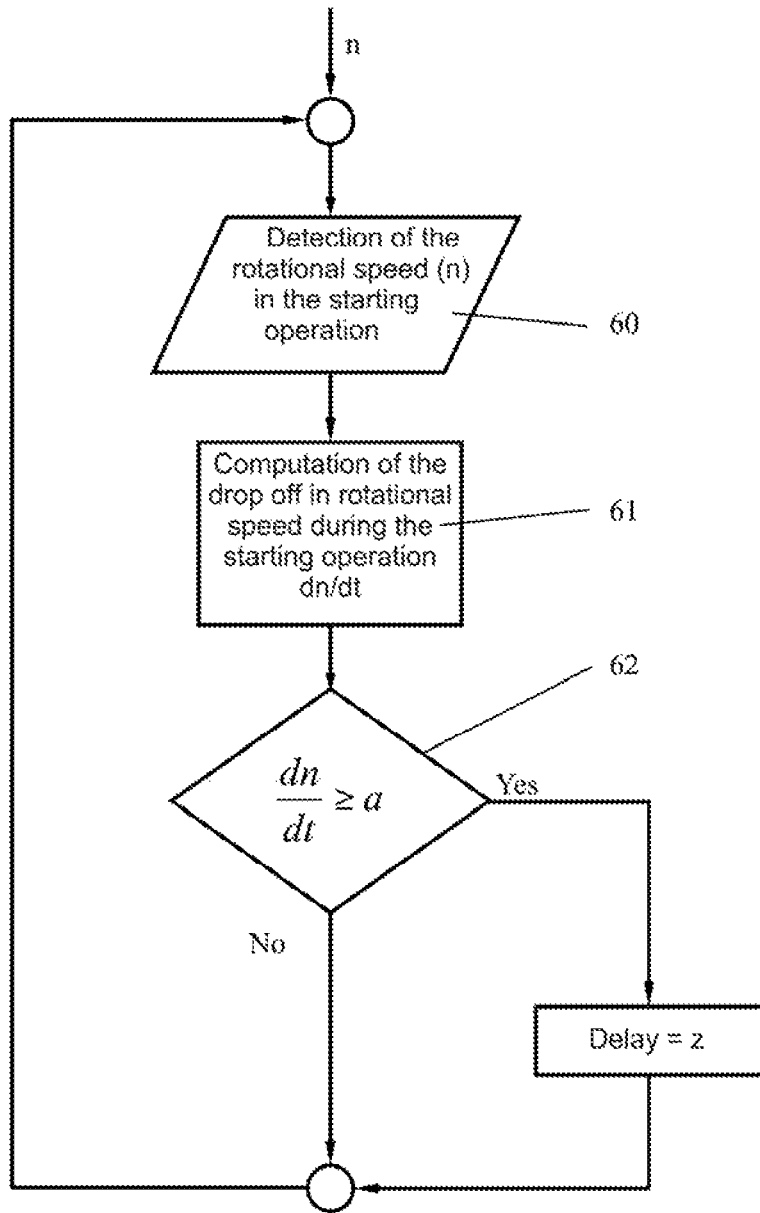 n
Detection of the
rotational speed (n)
in the starting
operation
60
Computation of the
drop off in rotational
speed during the
starting operation
dn/dt
61
62
dn
dt
≥ a
Yes
No
Delay = z